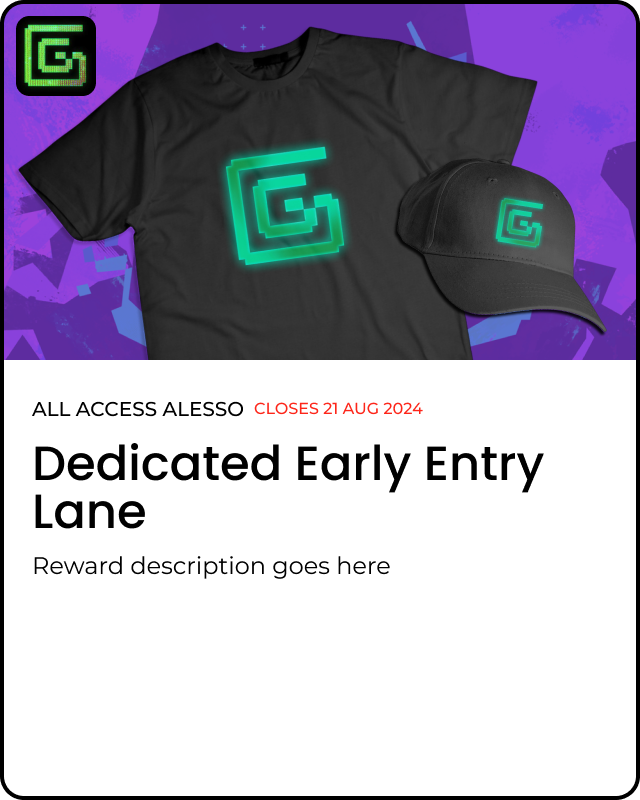 ALL ACCESS ALESSO CLOSES 21 AUG 2024
Dedicated Early Entry
Lane
Reward description goes here